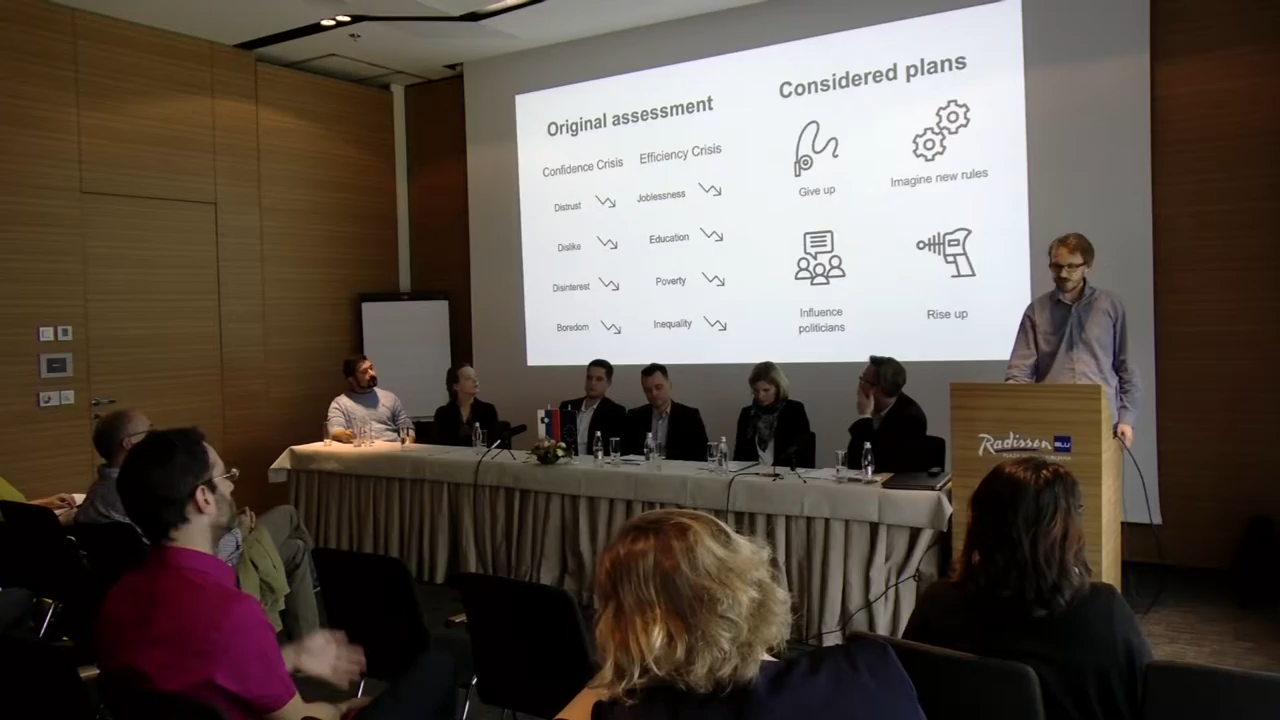 Original assessment
Confidence Crisis
Efficiency Crisis
Distrust
Joblessness
Dislike
Education
Disinterest
Poverty
Boredom
Inequality
Considered plans
Give up
Imagine new rules
Influence
politicians
Rise up
Radisson BLU